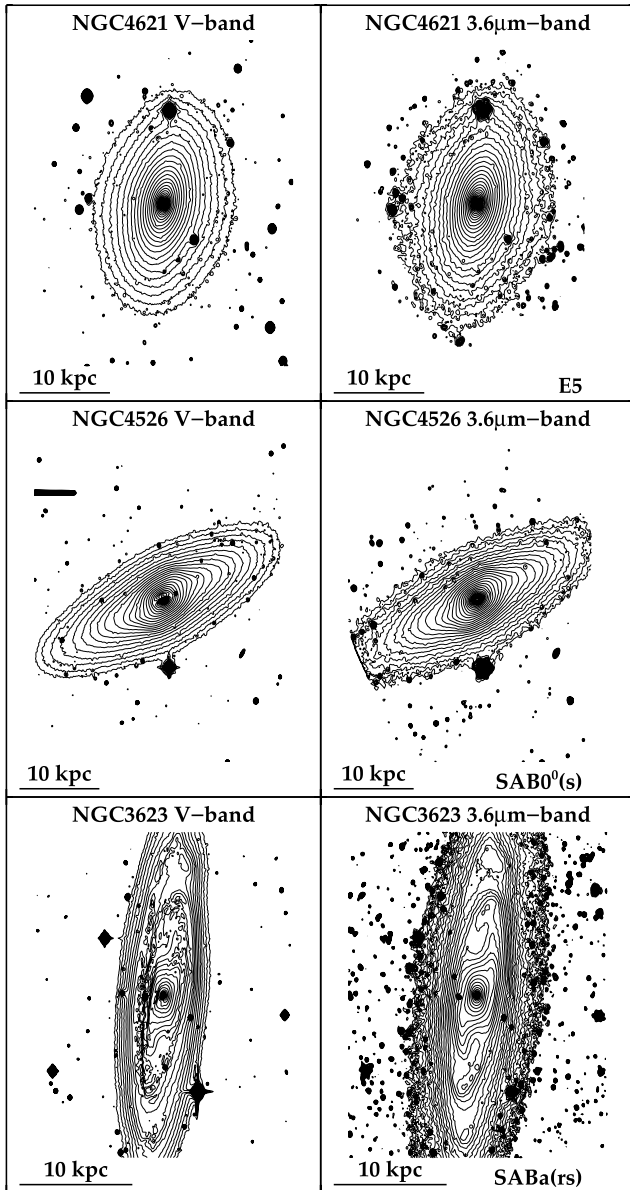 NGC4621 V−band
NGC4621 3.6μm−band
10 kpc
10 kpc
E5
NGC4526 V−band
NGC4526 3.6μm−band
10 kpc
10 kpc
SAB0⁰(s)
NGC3623 V−band
NGC3623 3.6μm−band
10 kpc
10 kpc
SABa(rs)